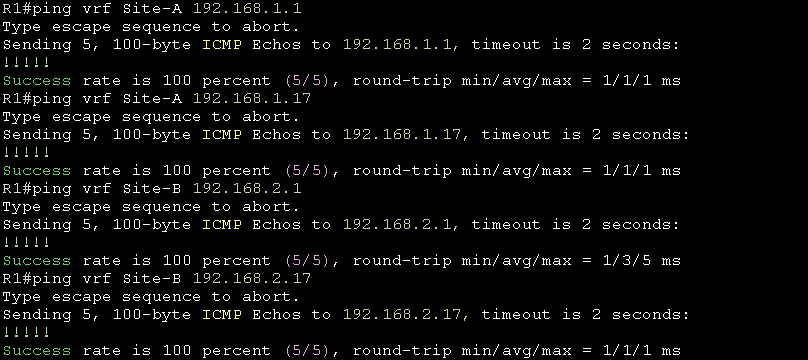 R1#ping vrf Site-A 192.168.1.1
Type escape sequence to abort.
Sending 5, 100-byte ICMP Echos to 192.168.1.1, timeout is 2 seconds:
!!!!!
Success rate is 100 percent (5/5), round-trip min/avg/max = 1/1/1 ms
R1#ping vrf Site-A 192.168.1.17
Type escape sequence to abort.
Sending 5, 100-byte ICMP Echos to 192.168.1.17, timeout is 2 seconds:
!!!!!
Success rate is 100 percent (5/5), round-trip min/avg/max = 1/1/1 ms
R1#ping vrf Site-B 192.168.2.1
Type escape sequence to abort.
Sending 5, 100-byte ICMP Echos to 192.168.2.1, timeout is 2 seconds:
!!!!!
Success rate is 100 percent (5/5), round-trip min/avg/max = 1/3/5 ms
R1#ping vrf Site-B 192.168.2.17
Type escape sequence to abort.
Sending 5, 100-byte ICMP Echos to 192.168.2.17, timeout is 2 seconds:
!!!!!
Success rate is 100 percent (5/5), round-trip min/avg/max = 1/1/1 ms